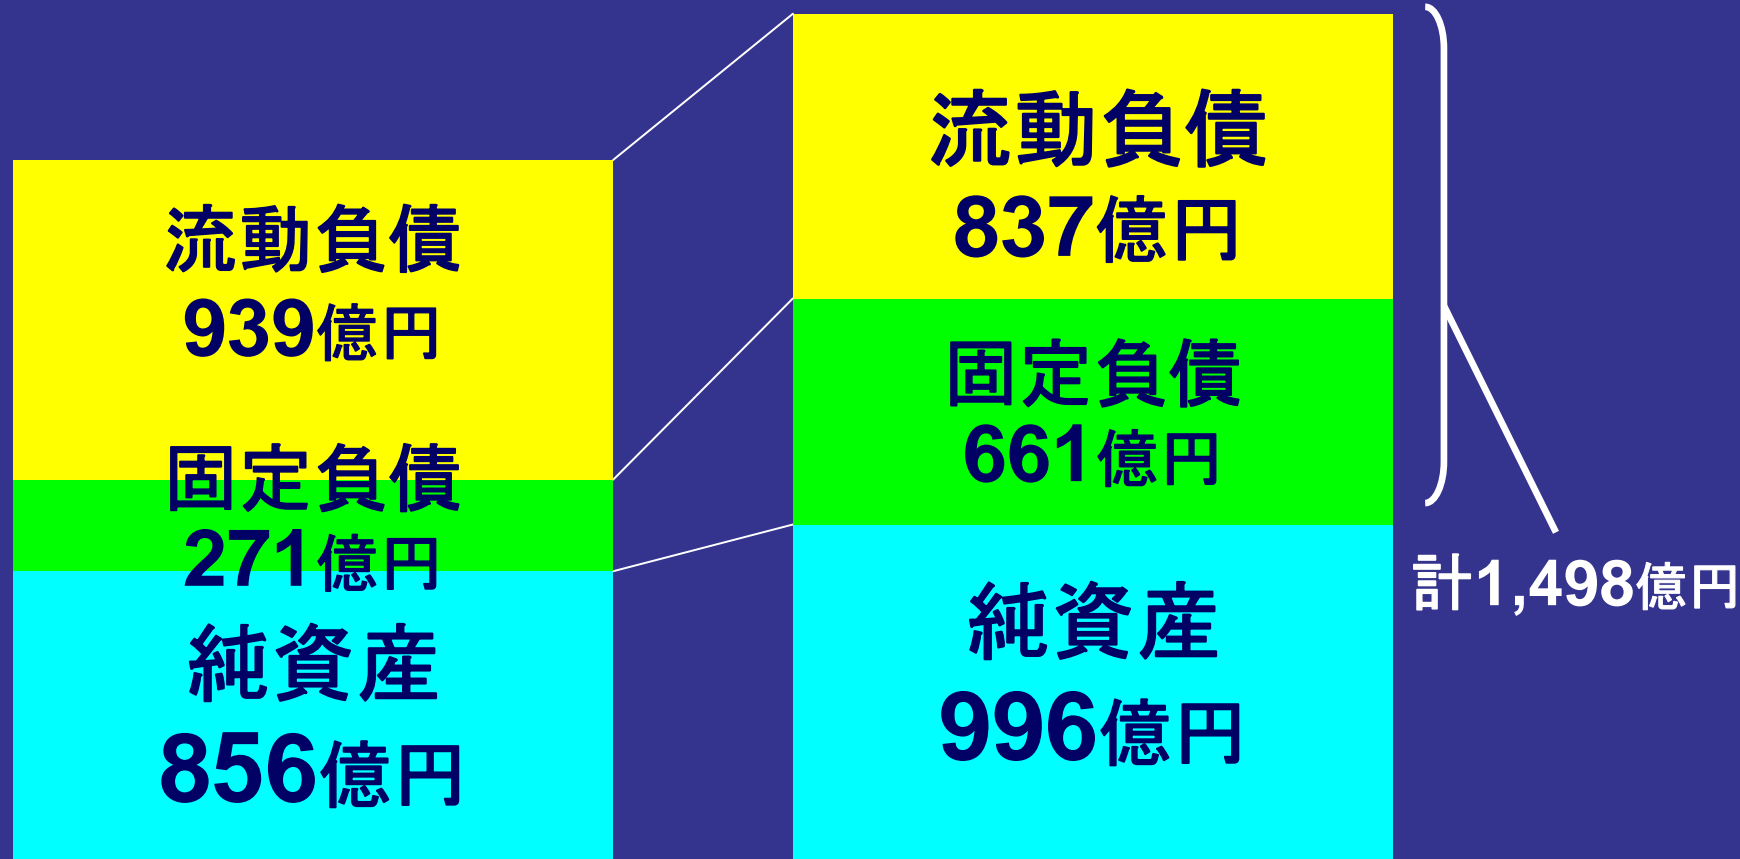 流動負債
939億円
固定負債
271億円
純資産
856億円
流動負債
837億円
固定負債
661億円
純資産
996億円
計1,498億円